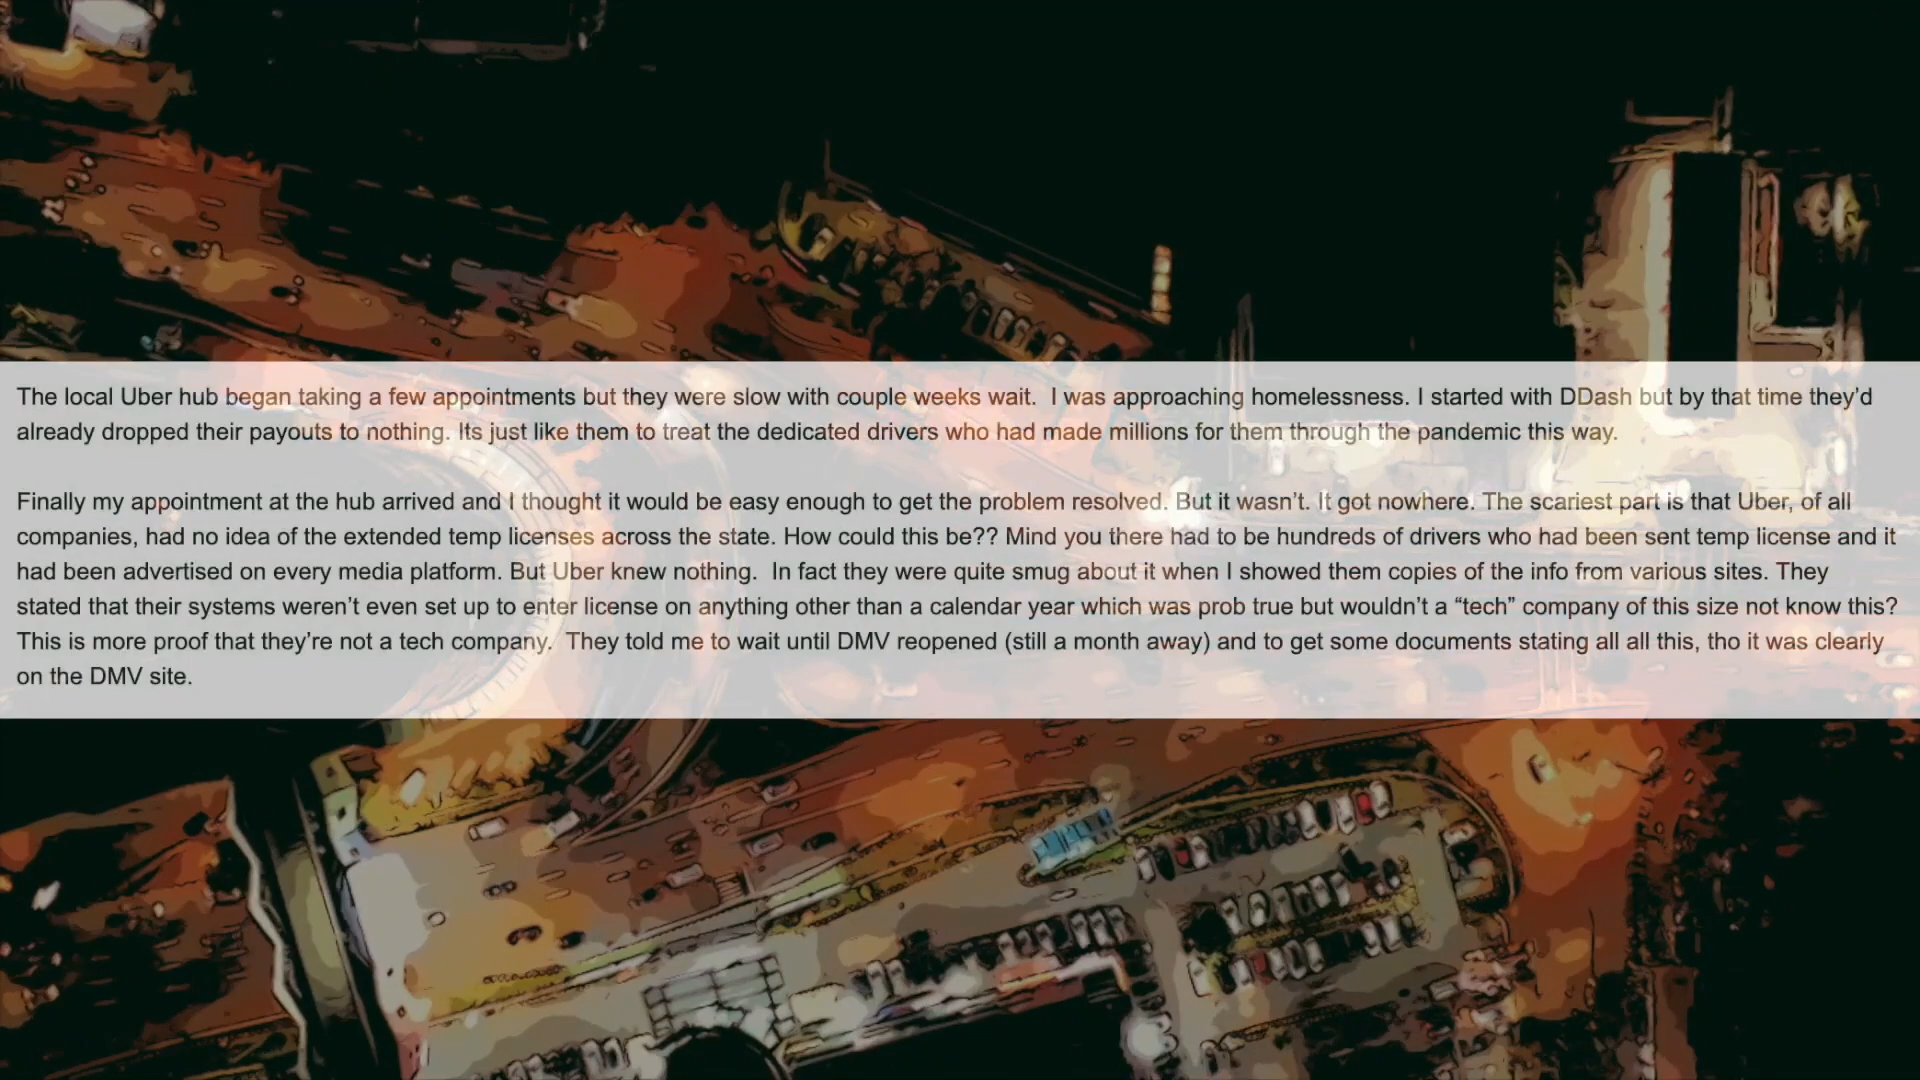 The local Uber hub began taking a few appointments but they were slow with couple weeks wait.  I was approaching homelessness. I started with DDash but by that time they’d
already dropped their payouts to nothing. Its just like them to treat the dedicated drivers who had made millions for them through the pandemic this way.
Finally my appointment at the hub arrived and I thought it would be easy enough to get the problem resolved. But it wasn’t. It got nowhere. The scariest part is that Uber, of all
companies, had no idea of the extended temp licenses across the state. How could this be?? Mind you there had to be hundreds of drivers who had been sent temp license and it
had been advertised on every media platform. But Uber knew nothing.  In fact they were quite smug about it when I showed them copies of the info from various sites. They
stated that their systems weren’t even set up to enter license on anything other than a calendar year which was prob true but wouldn’t a “tech” company of this size not know this?
This is more proof that they’re not a tech company.  They told me to wait until DMV reopened (still a month away) and to get some documents stating all all this, tho it was clearly
on the DMV site.